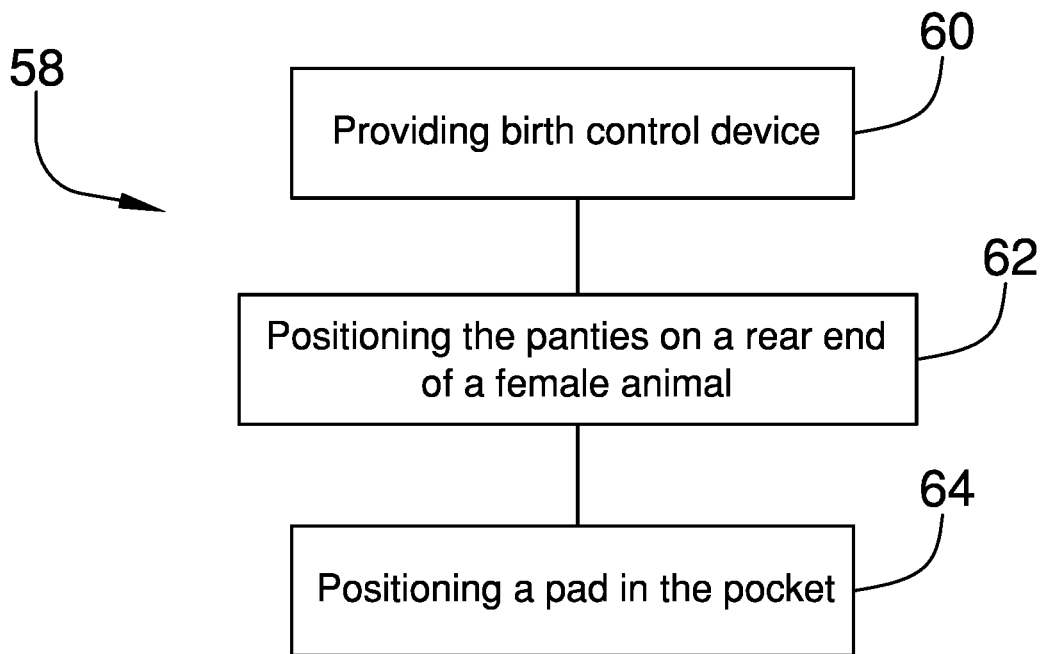 58
60
Providing birth control device
62
Positioning the panties on a rear end
of a female animal
64
Positioning a pad in the pocket